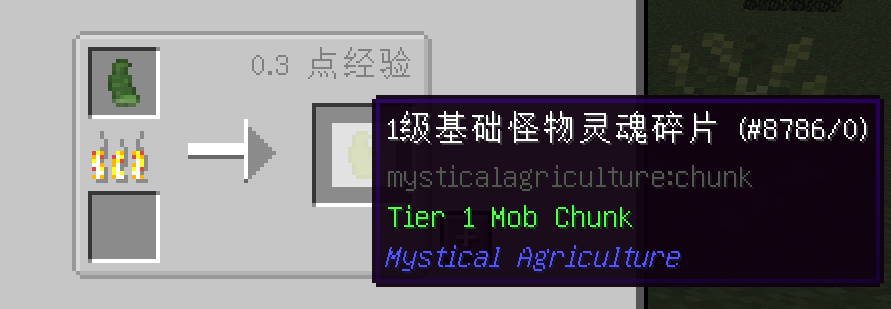 0.3 点经验
1级基础怪物灵魂碎片 (#8786/0)
mysticalagriculture:chunk
Tier 1 Mob Chunk
Mystical Agriculture